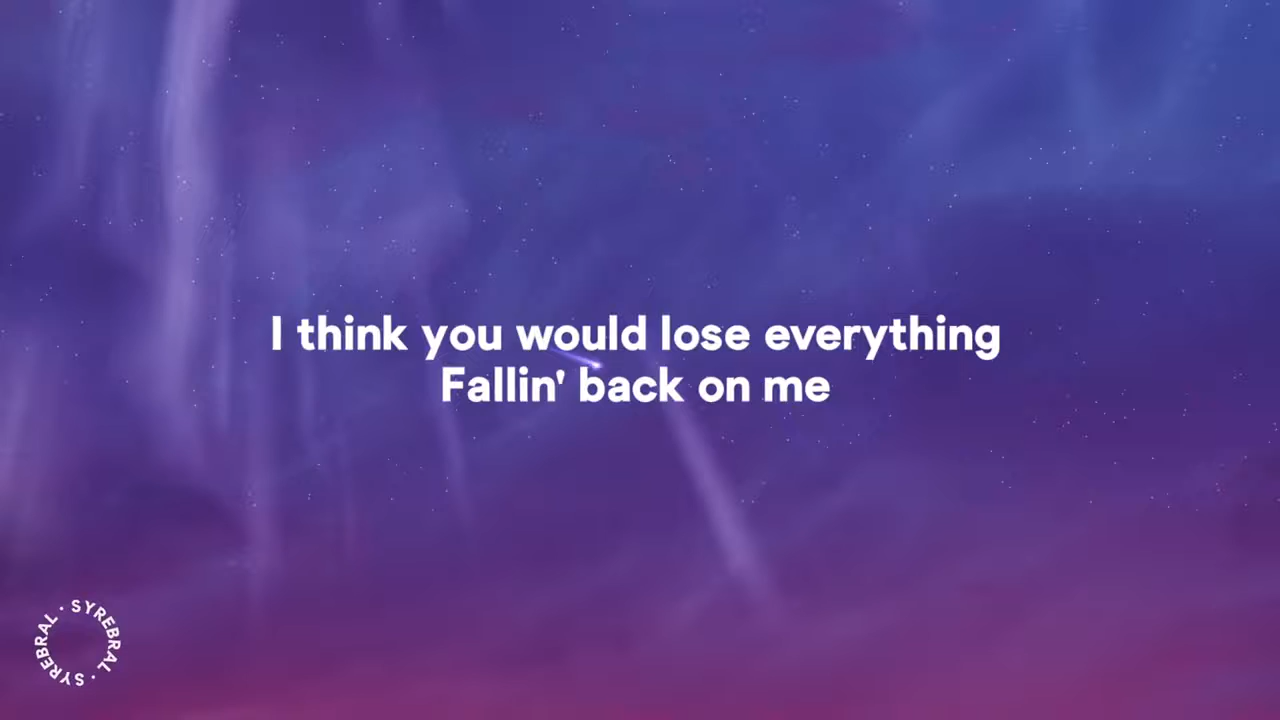 I think you would lose everything
Fallin' back on me
SYREBRAL · SYREBRAL ·